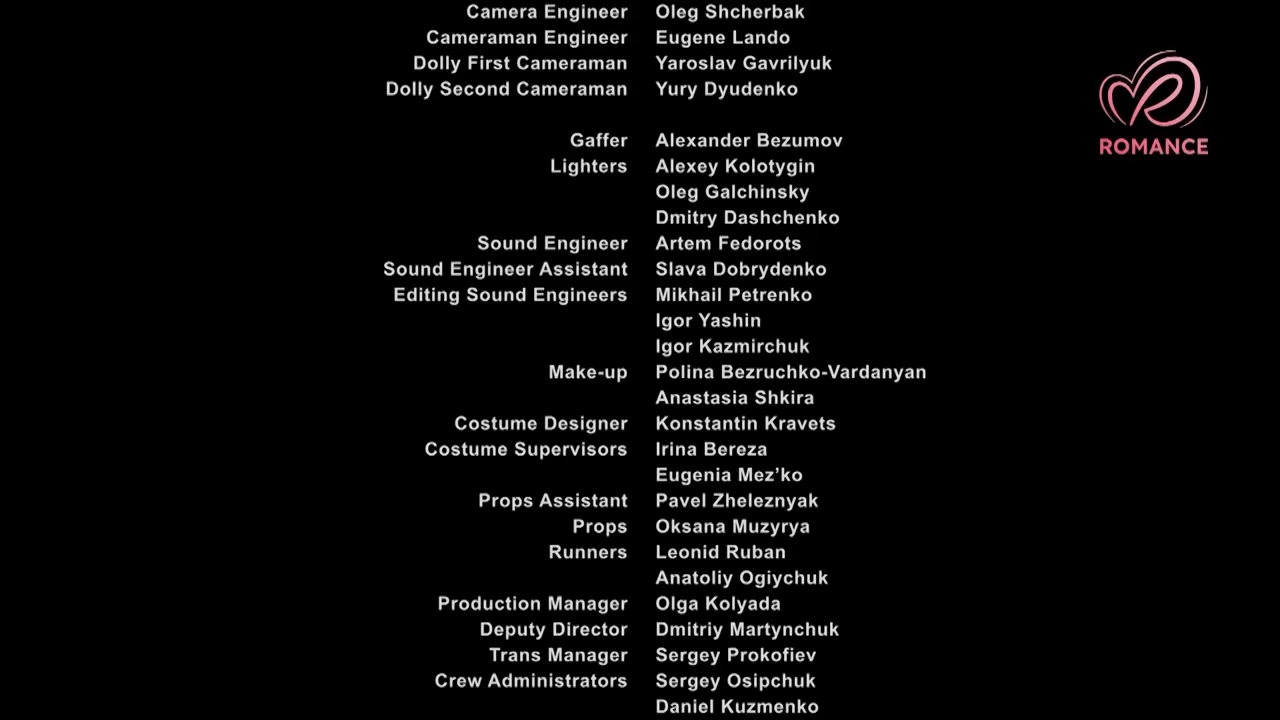 Camera Engineer Oleg Shcherbak
Cameraman Engineer Eugene Lando
Dolly First Cameraman Yaroslav Gavrilyuk
Dolly Second Cameraman Yury Dyudenko
Gaffer Alexander Bezumov
Lighters Alexey Kolotygin
Oleg Galchinsky
Dmitry Dashchenko
Sound Engineer Artem Fedorots
Sound Engineer Assistant Slava Dobrydenko
Editing Sound Engineers Mikhail Petrenko
Igor Yashin
Igor Kazmirchuk
Make-up Polina Bezruchko-Vardanyan
Anastasia Shkira
Costume Designer Konstantin Kravets
Costume Supervisors Irina Bereza
Eugenia Mez’ko
Props Assistant Pavel Zheleznyak
Props Oksana Muzyrya
Runners Leonid Ruban
Anatoliy Ogiychuk
Production Manager Olga Kolyada
Deputy Director Dmitriy Martynchuk
Trans Manager Sergey Prokofiev
Crew Administrators Sergey Osipchuk
Daniel Kuzmenko
ROMANCE